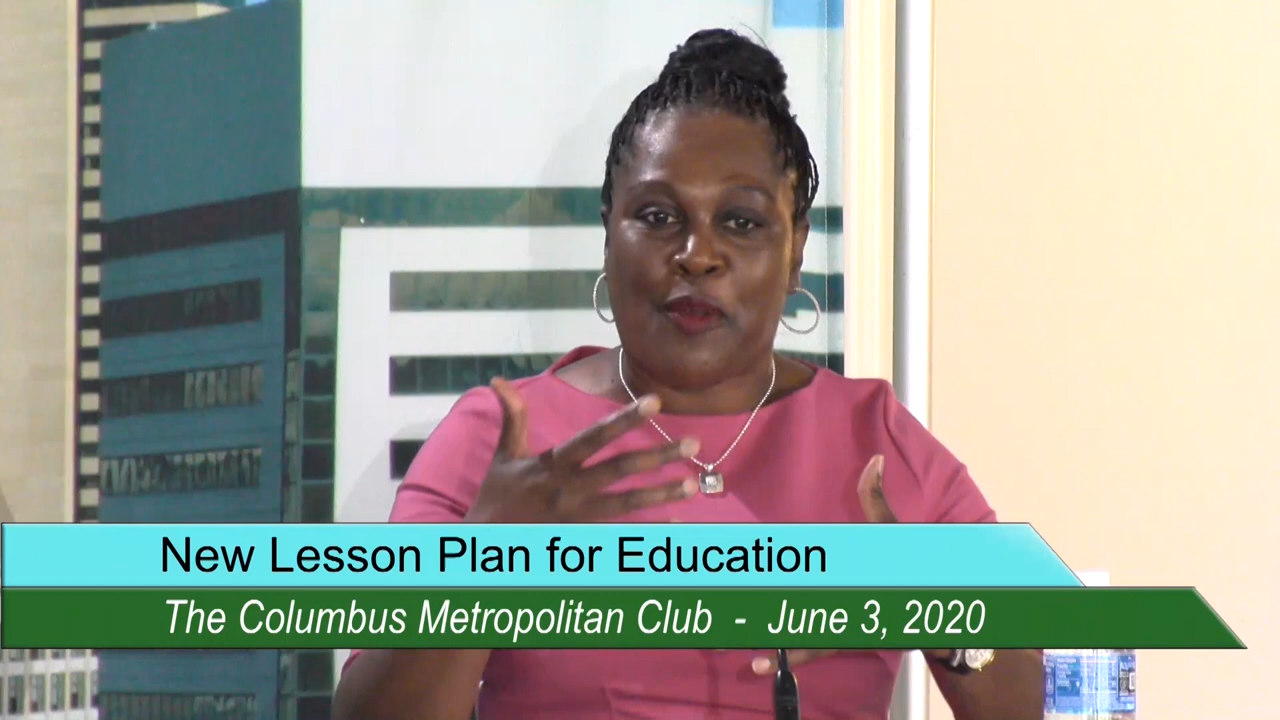 New Lesson Plan for Education
The Columbus Metropolitan Club - June 3, 2020